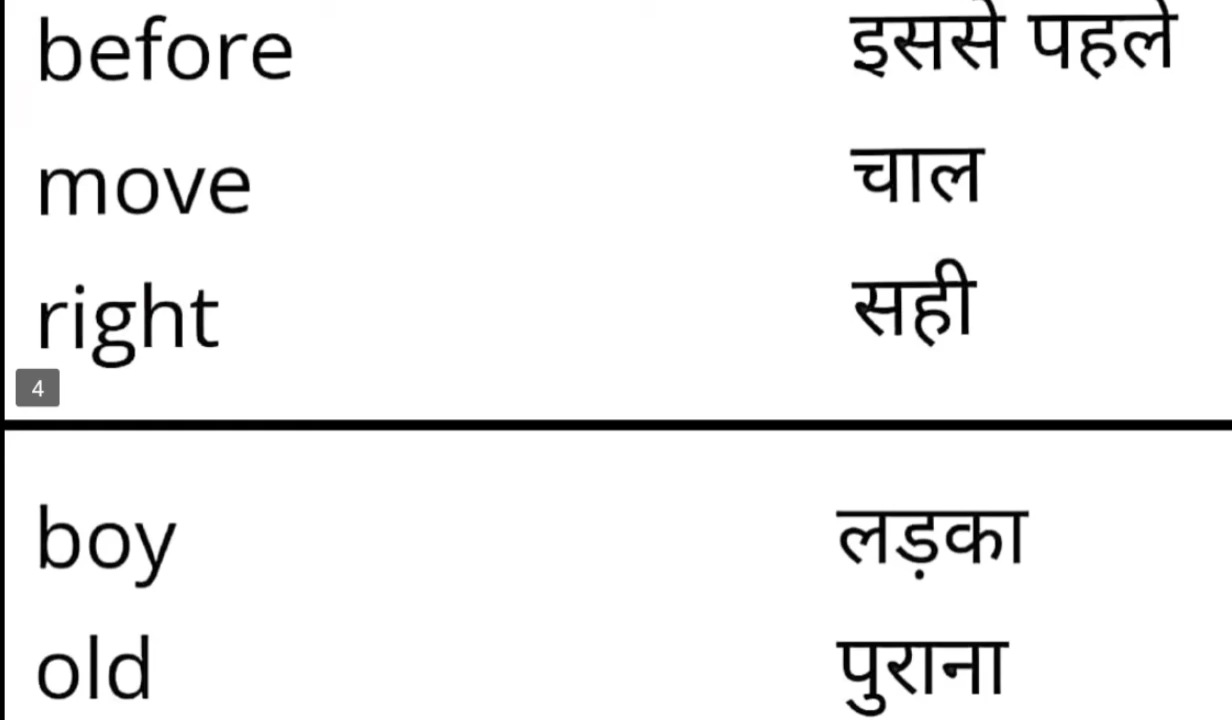 before इससे पहले
move चाल
right सही
4
boy लड़का
old पुराना